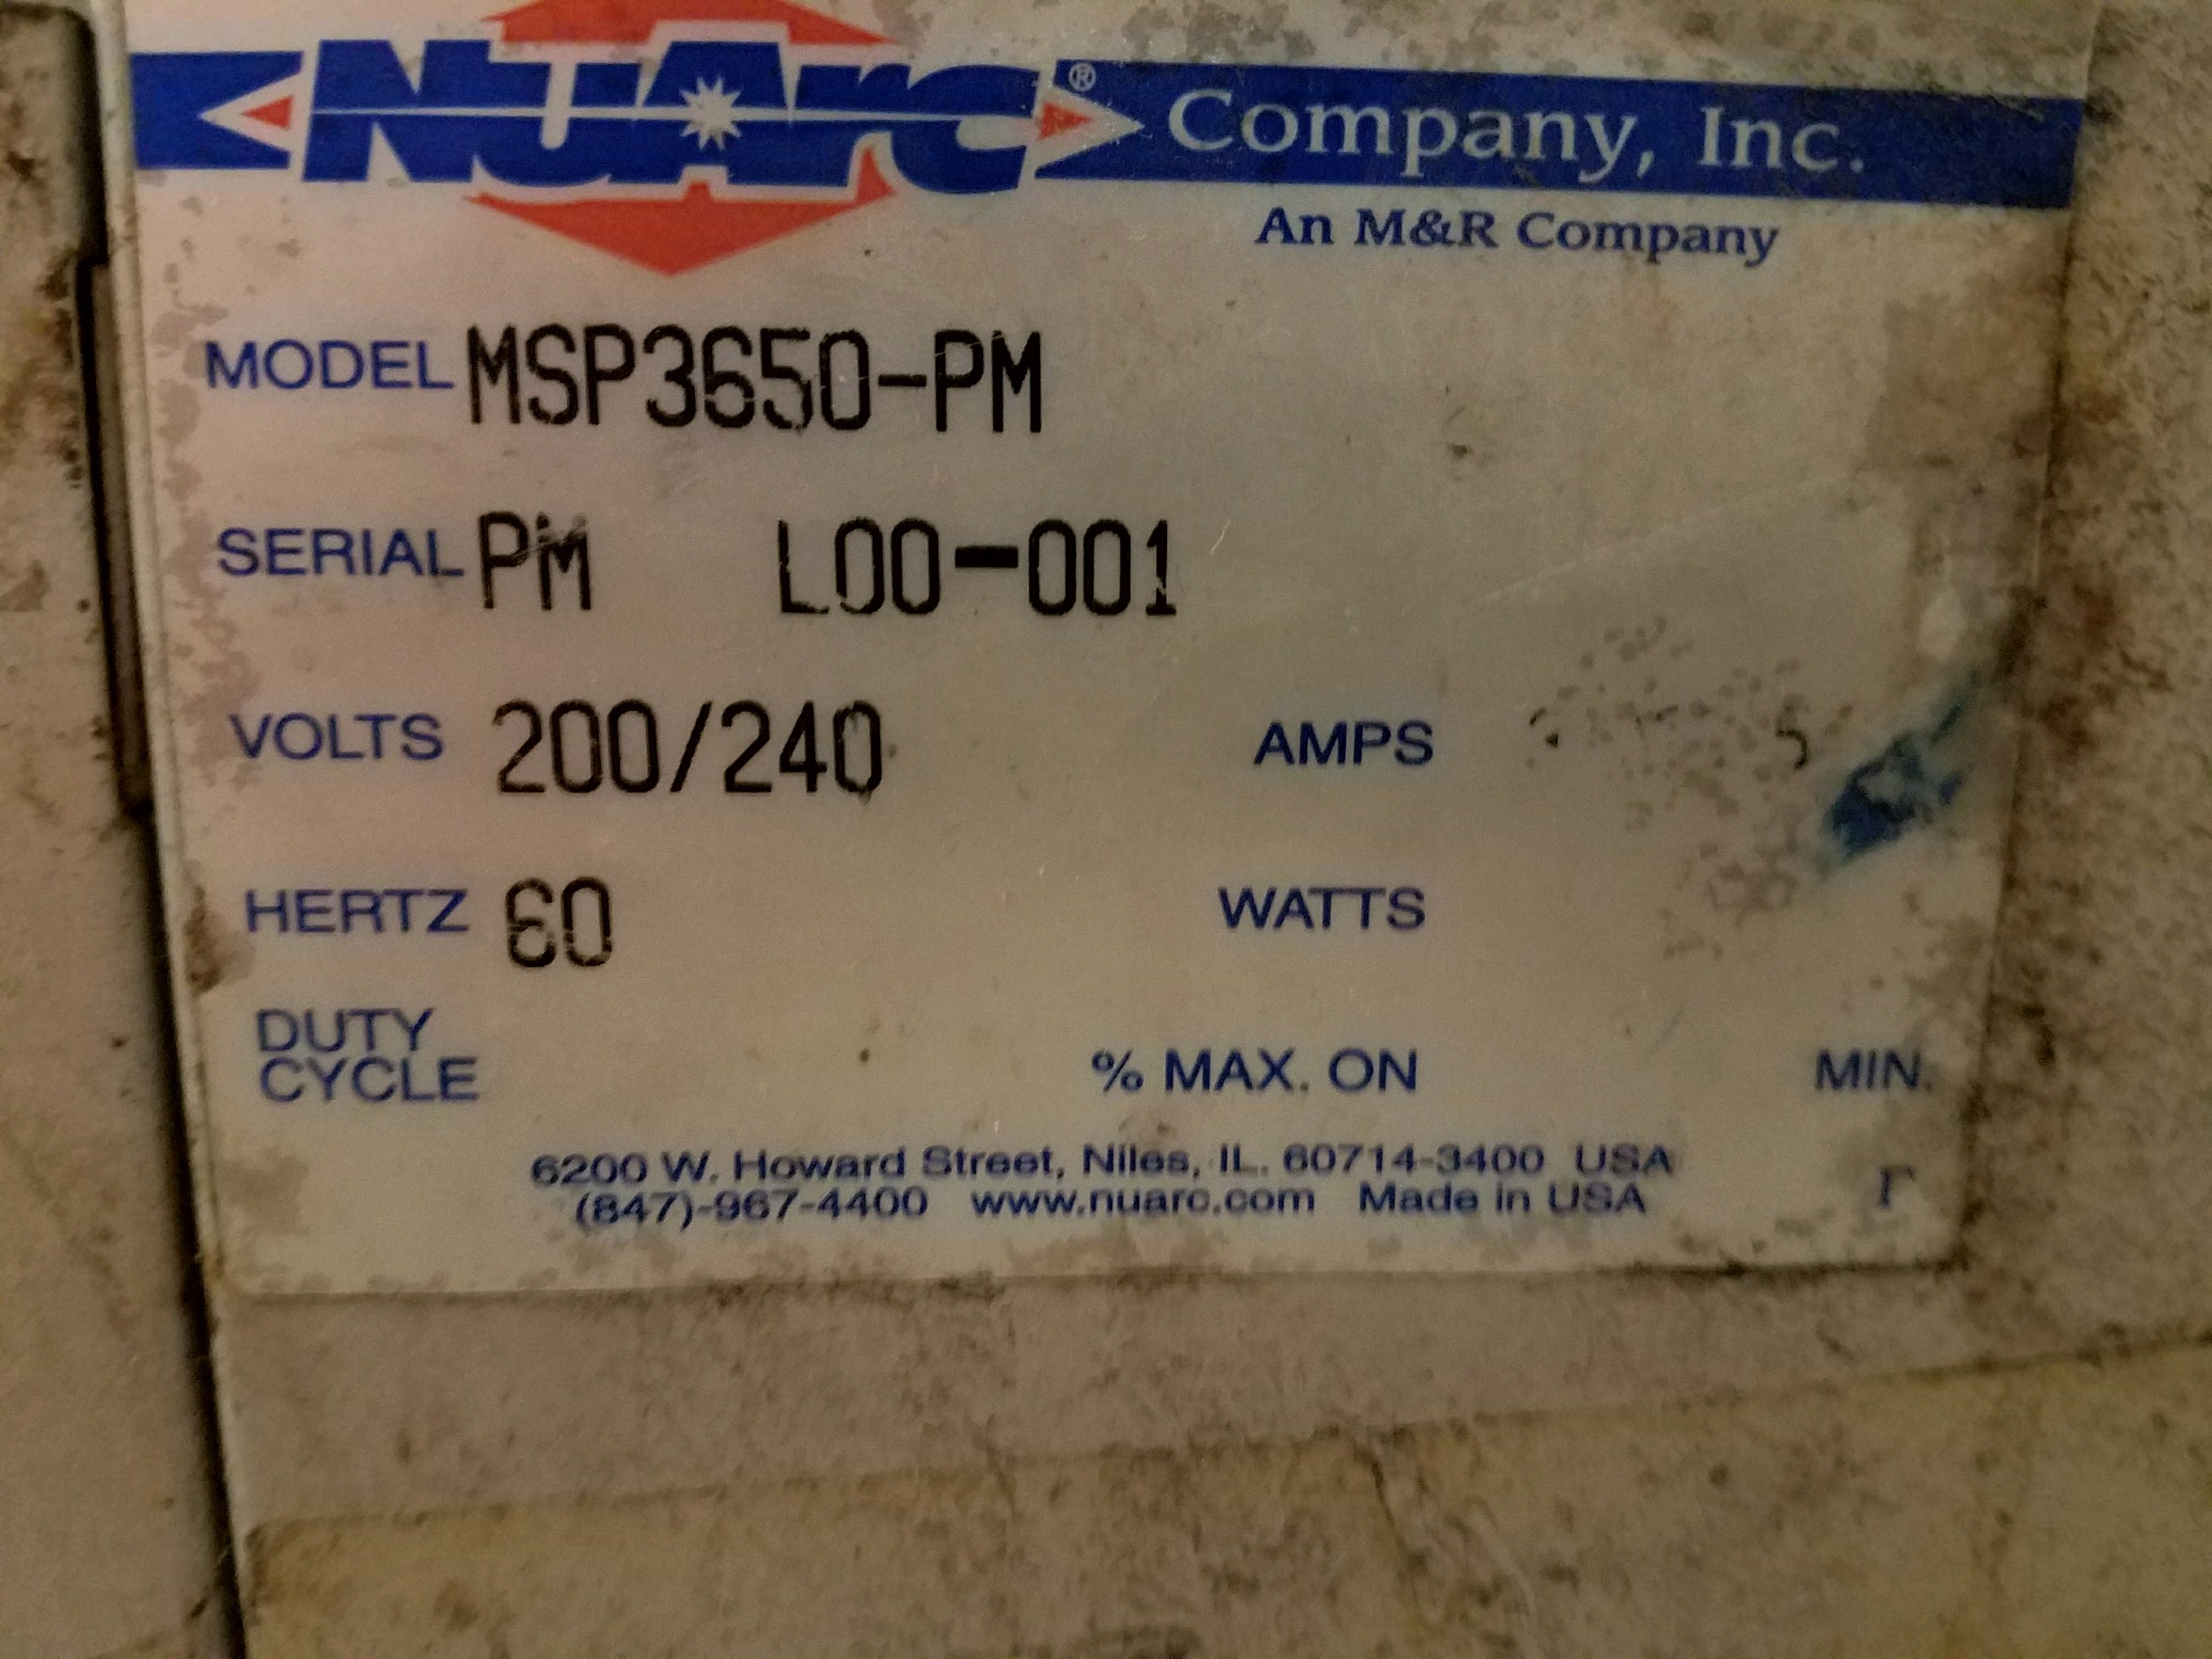 NuArc® Company, Inc.
An M&R Company
MODEL MSP3650-PM
SERIAL PM L00-001
VOLTS 200/240 AMPS
HERTZ 60 WATTS
DUTY CYCLE % MAX. ON MIN.
6200 W. Howard Street, Niles, IL. 60714-3400 USA
(847)-967-4400 www.nuarc.com Made in USA